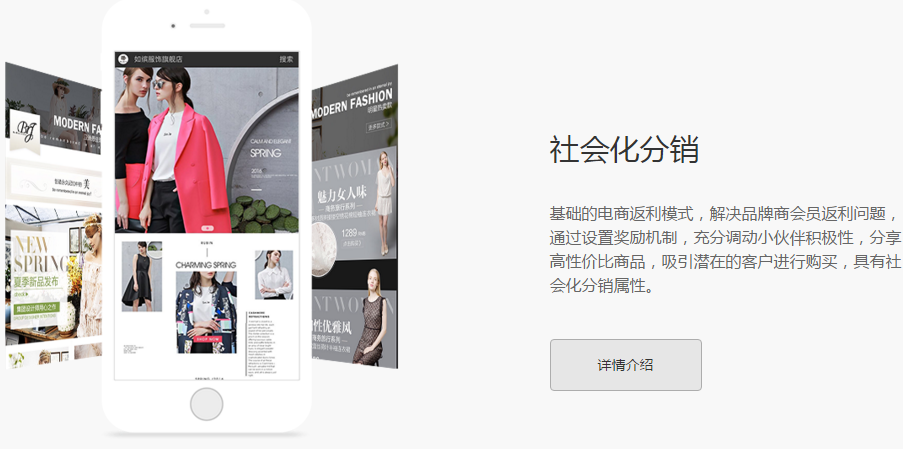 如缤服饰旗舰店
搜索
CALM AND ELEGANT
SPRING
2016
CHARMING SPRING
SHOP NOW
MODERN FA
美
NEW
SPRING
夏季新品发布
MODERN FASHION
魅力女人味
1289
性优雅风
社会化分销
基础的电商返利模式，解决品牌商会员返利问题，
通过设置奖励机制，充分调动小伙伴积极性，分享
高性价比商品，吸引潜在的客户进行购买，具有社
会化分销属性。
详情介绍